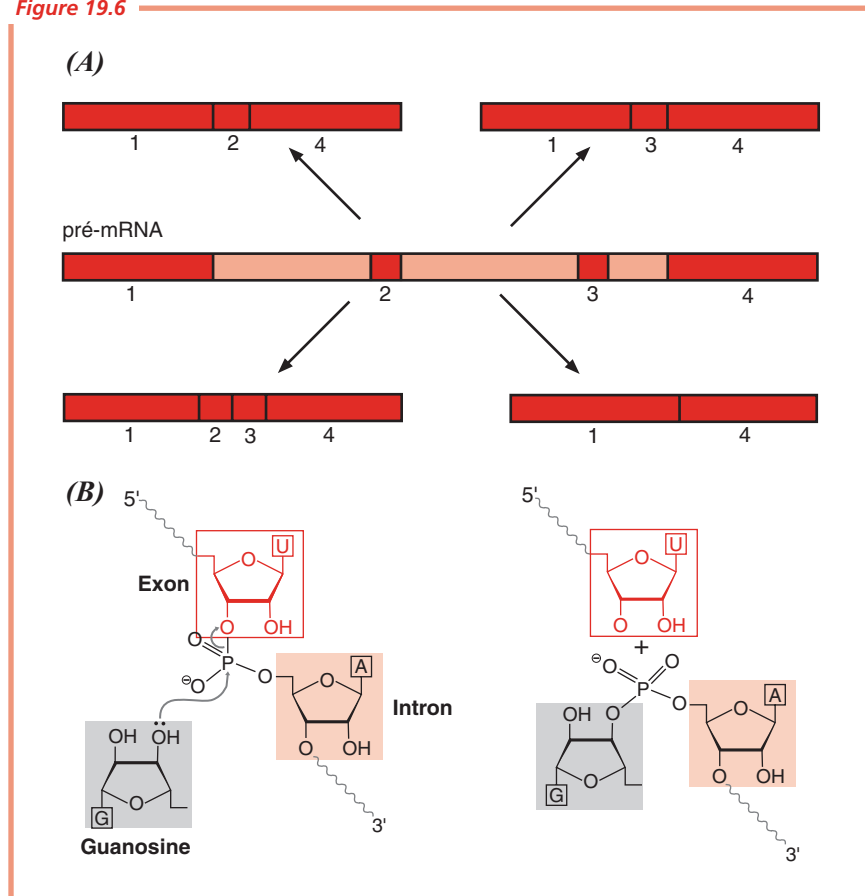 Figure 19.6
(A)
1 2 4
1 3 4
pré-mRNA
1 2 3 4
1 2 3 4
1 4
(B)
5'
U
Exon
O
O OH
O
P
⊖O
O
A
O
Intron
O OH
OH OH
O
G
Guanosine
3'
5'
U
O
O OH
+
⊖O O
P
O O
A
OH
O
O OH
O
G
3'